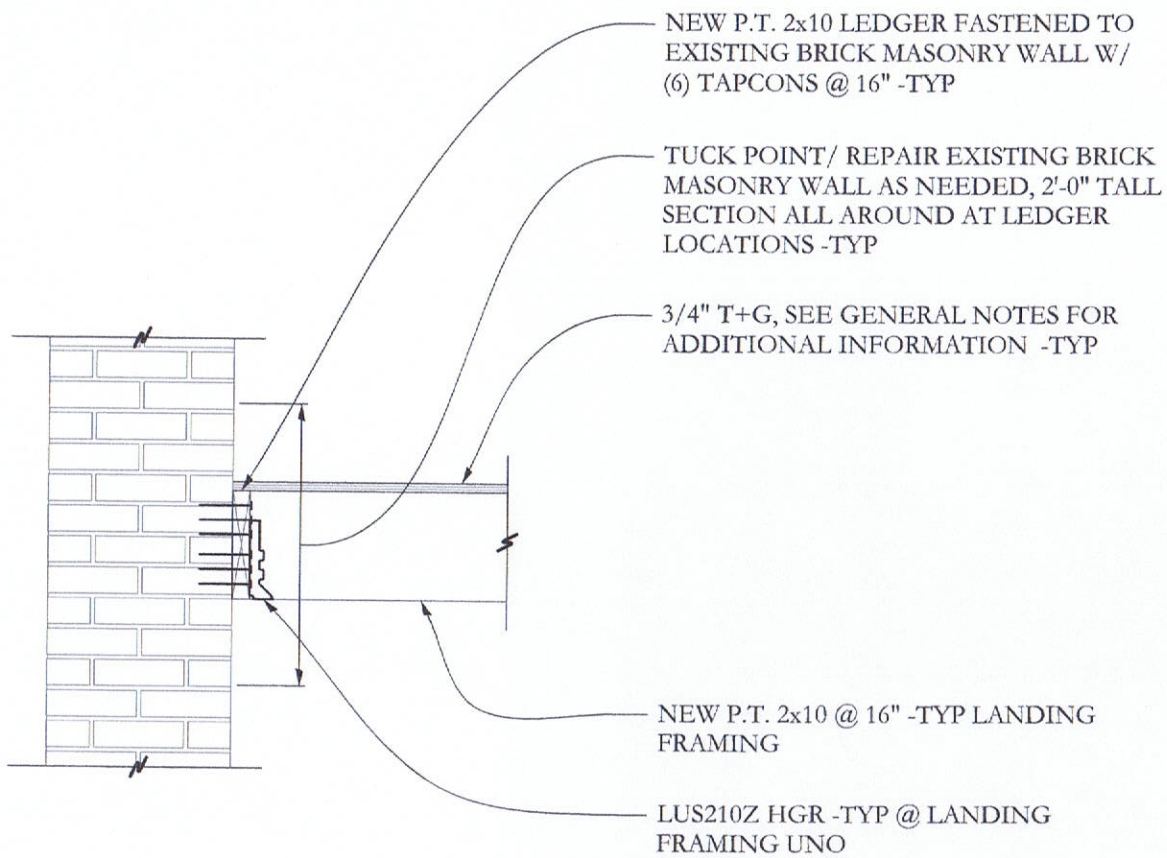 NEW P.T. 2x10 LEDGER FASTENED TO
EXISTING BRICK MASONRY WALL W/
(6) TAPCONS @ 16" -TYP
TUCK POINT/ REPAIR EXISTING BRICK
MASONRY WALL AS NEEDED, 2'-0" TALL
SECTION ALL AROUND AT LEDGER
LOCATIONS -TYP
3/4" T+G, SEE GENERAL NOTES FOR
ADDITIONAL INFORMATION -TYP
NEW P.T. 2x10 @ 16" -TYP LANDING
FRAMING
LUS210Z HGR -TYP @ LANDING
FRAMING UNO